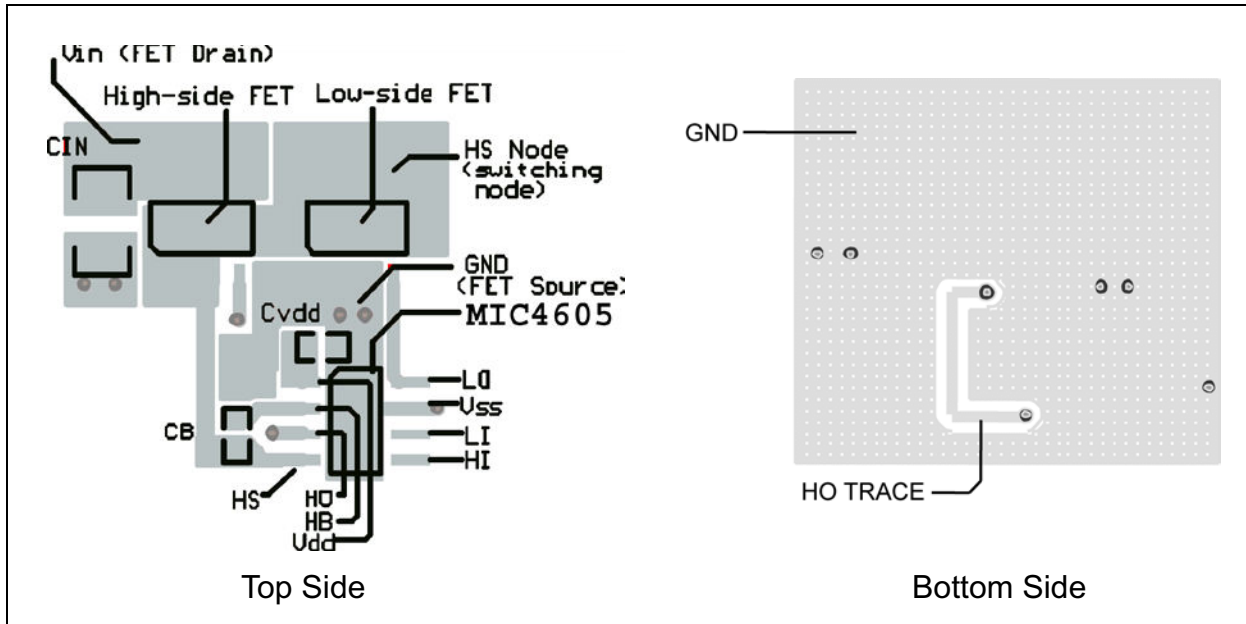 Vin (FET Drain)
High-side FET
Low-side FET
CIN
HS Node
(switching
node)
GND
(FET Source)
Cvdd
MIC4605
LO
Vss
LI
HI
CB
HS
HO
HB
Vdd
Top Side
GND
HO TRACE
Bottom Side